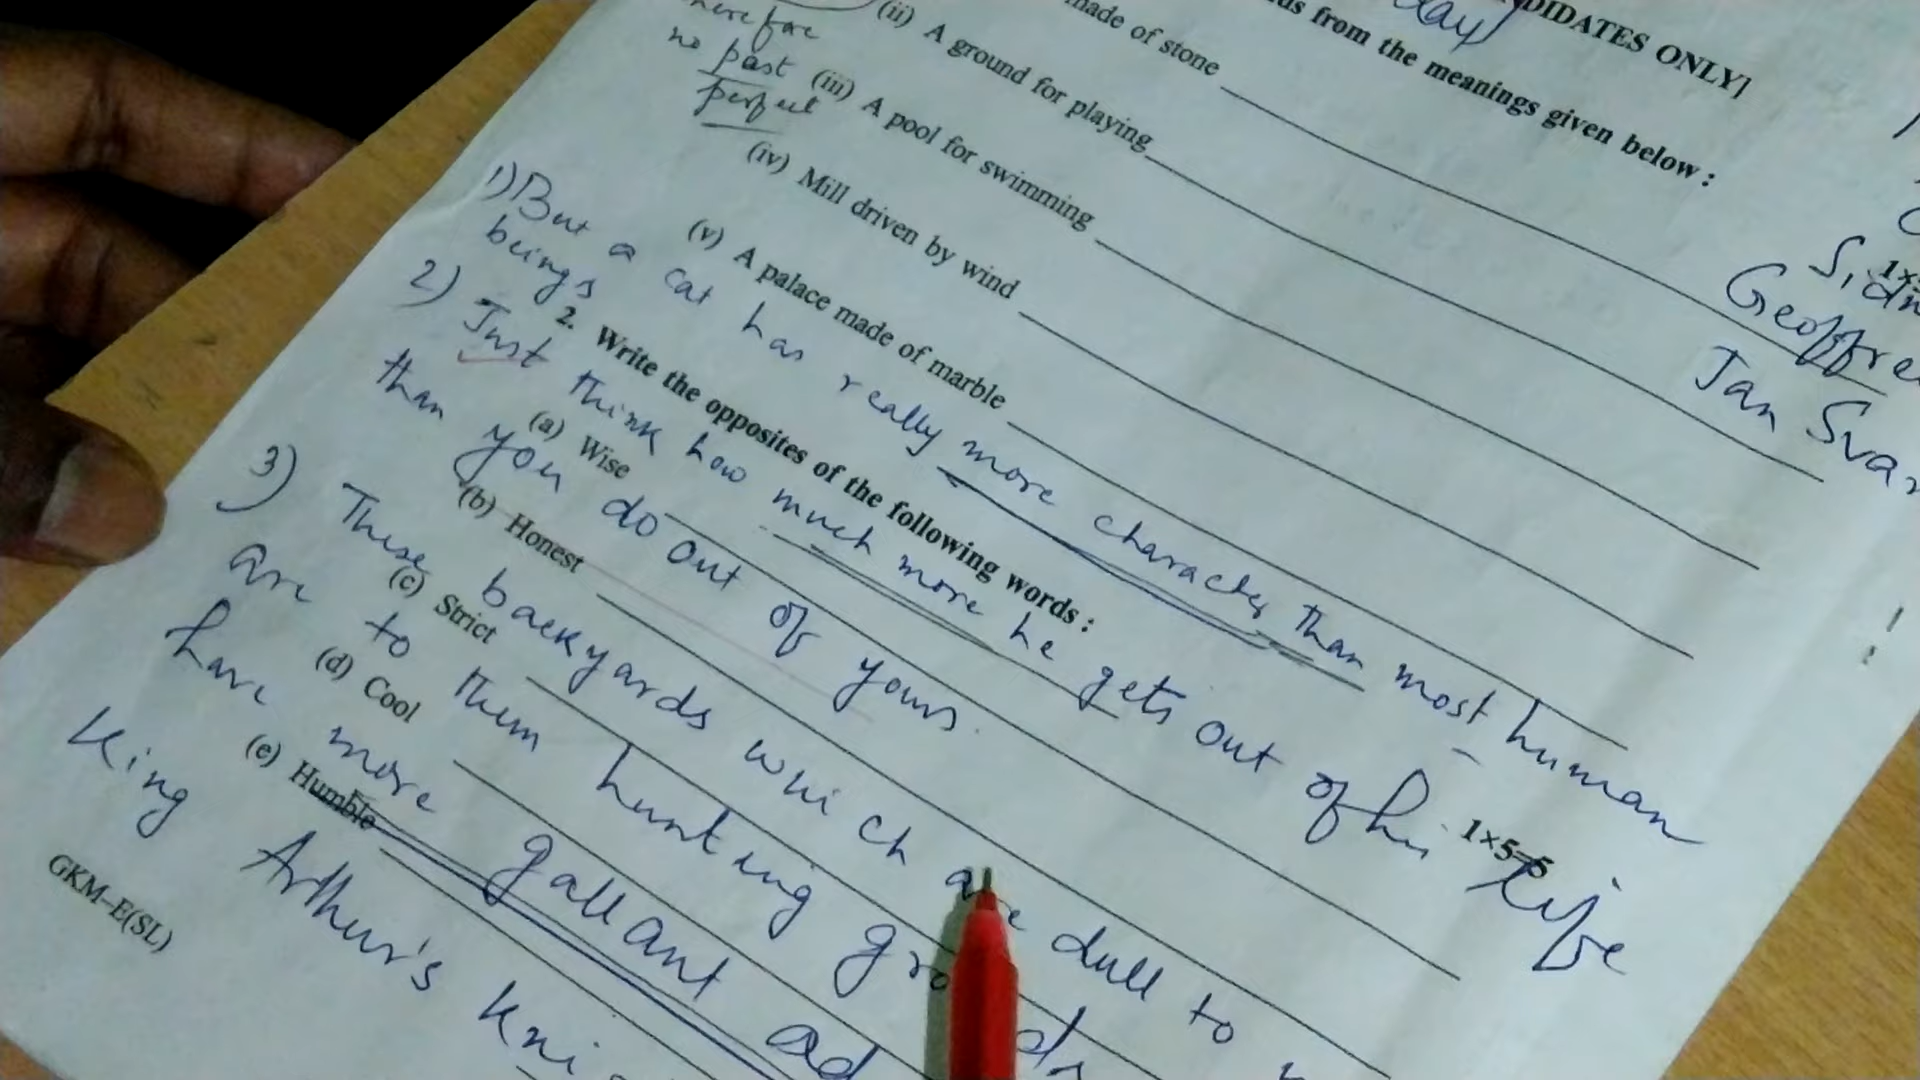 DIDATES ONLY]
day
ds from the meanings given below :
made of stone
(ii) A ground for playing
(iii) A pool for swimming
(iv) Mill driven by wind
(v) A palace made of marble
1×
2. Write the opposites of the following words :
(a) Wise
(b) Honest
(c) Strict
(d) Cool
(e) Humble
1×5=5
GKM–E(SL)
herefore
no past
perfect
1) But a cat has really more character than most human
beings
2) Just think how much more he gets out of his life
than you do out of yours.
3) These backyards which are dull to
are to them hunting
have more gallant ad
King Arthur's Kni
Geoffre
Jan Svar